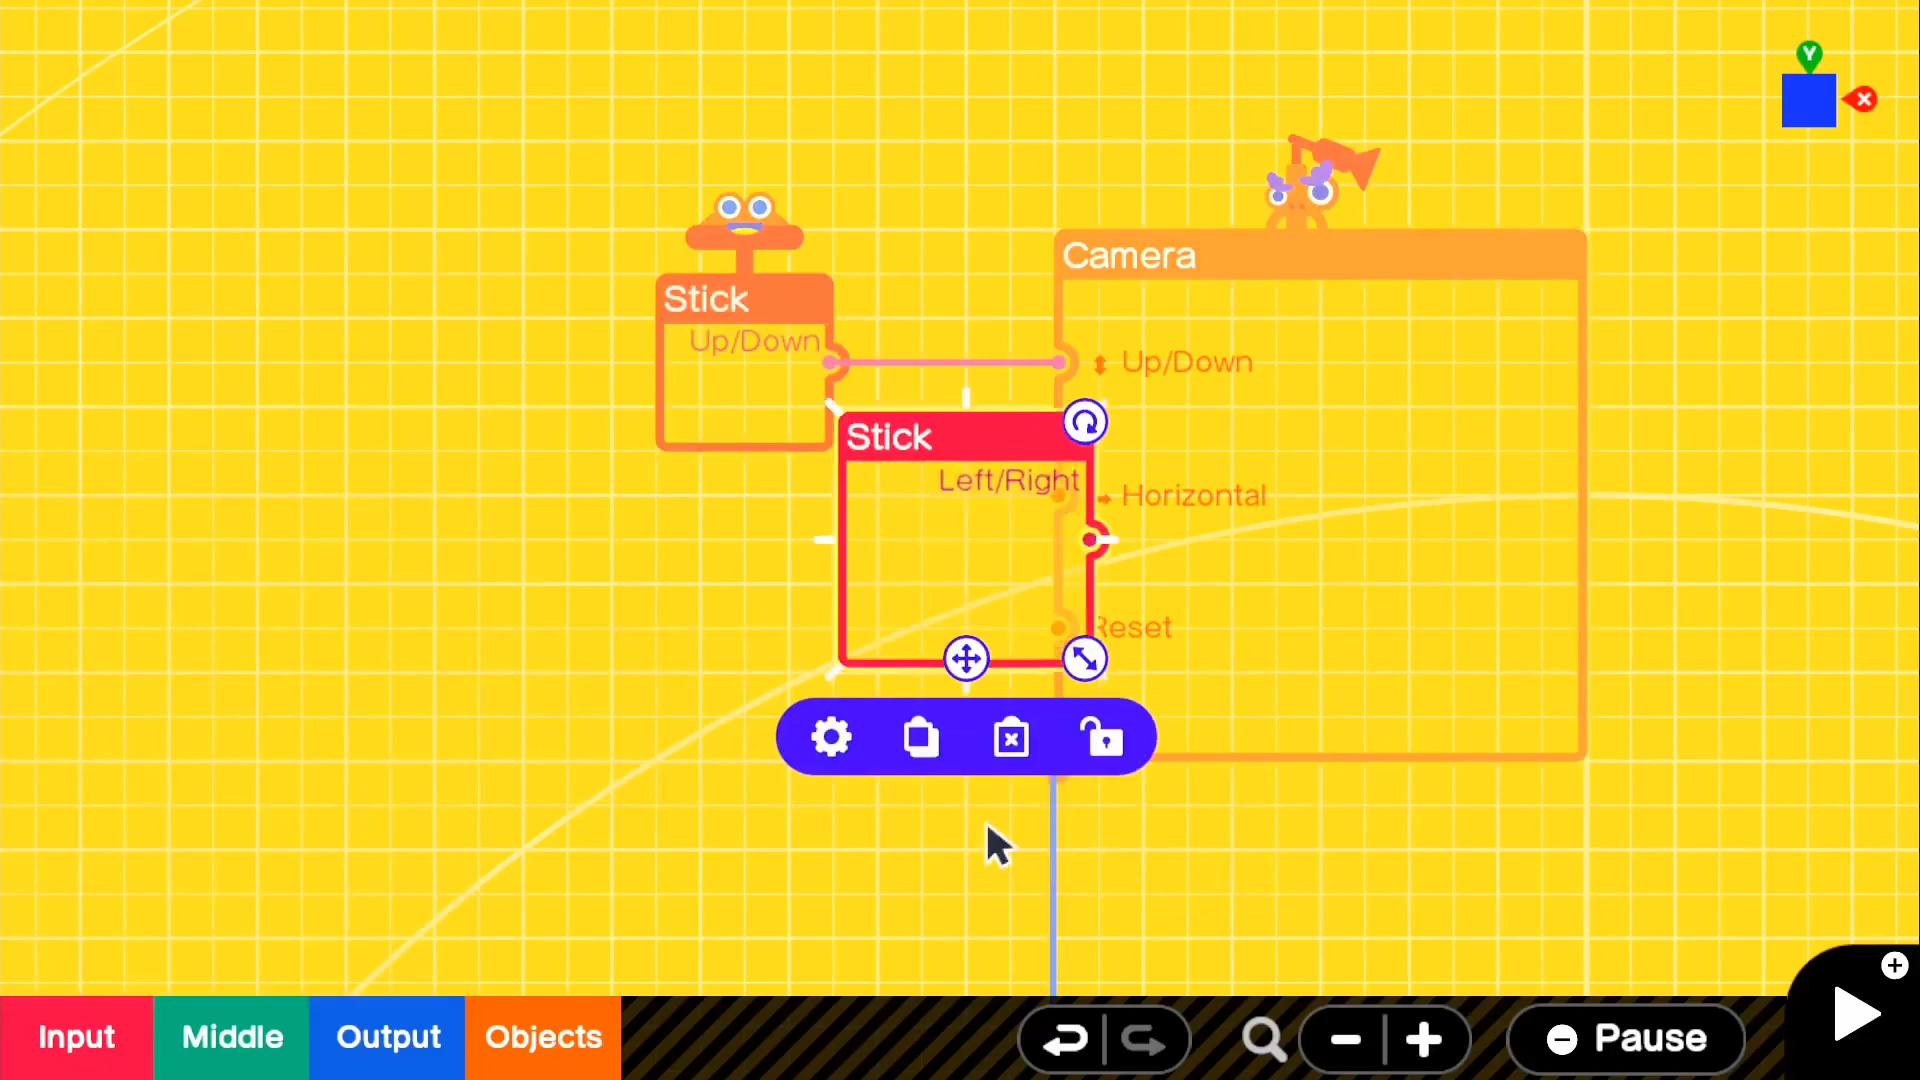 Y
X
Camera
Stick
Up/Down
Up/Down
Stick
Left/Right
Horizontal
Reset
Input
Middle
Output
Objects
Pause